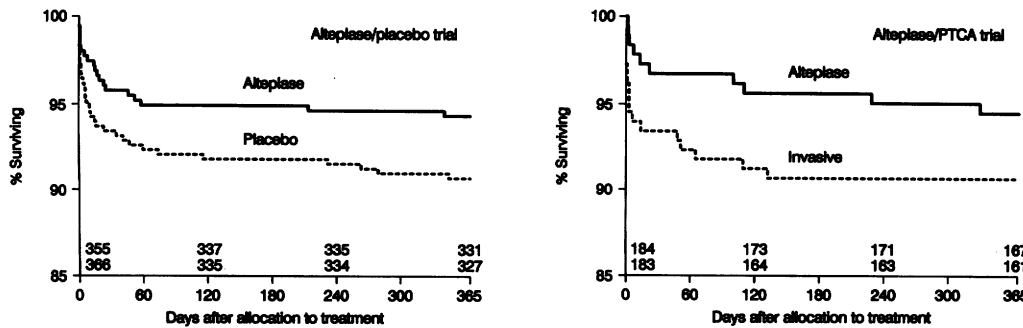 Alteplase/placebo trial
100
95
90
85
% Surviving
Alteplase
Placebo
355 337 335 331
366 335 334 327
0 60 120 180 240 300 365
Days after allocation to treatment
Alteplase/PTCA trial
100
95
90
85
% Surviving
Alteplase
Invasive
184 173 171 167
183 164 163
0 60 120 180 240 300 365
Days after allocation to treatment